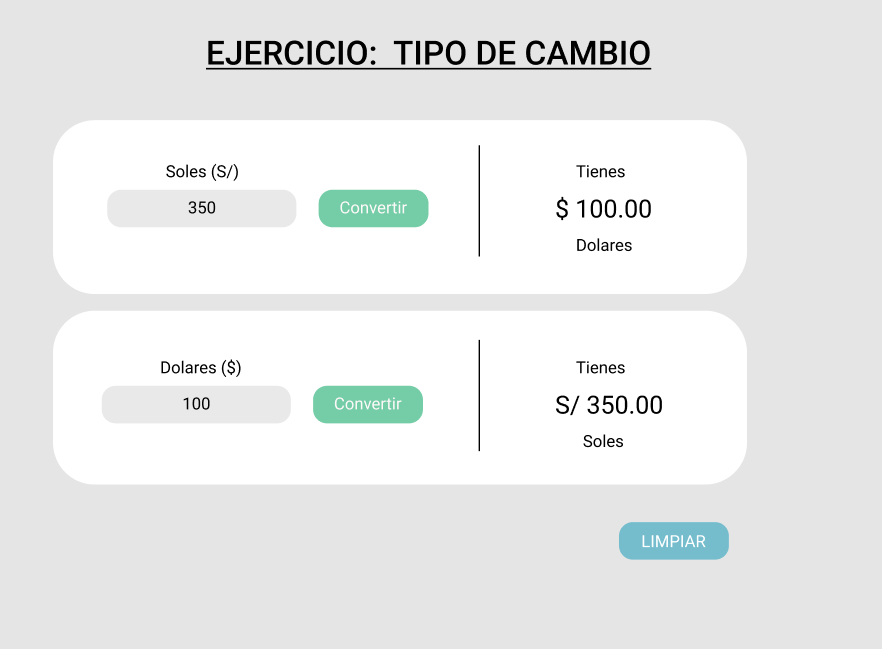 EJERCICIO:  TIPO DE CAMBIO
Soles (S/)
350
Convertir
Tienes
$ 100.00
Dolares
Dolares ($)
100
Convertir
Tienes
S/ 350.00
Soles
LIMPIAR